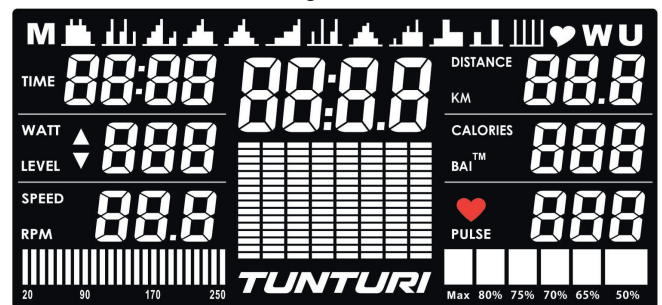 M WU
TIME 88:88
88:8.8
DISTANCE
KM 88.8
WATT
LEVEL 888
CALORIES
BAI™ 888
SPEED
RPM 88.8
PULSE 888
20 90 170 250
TUNTURI
Max 80% 75% 70% 65% 50%